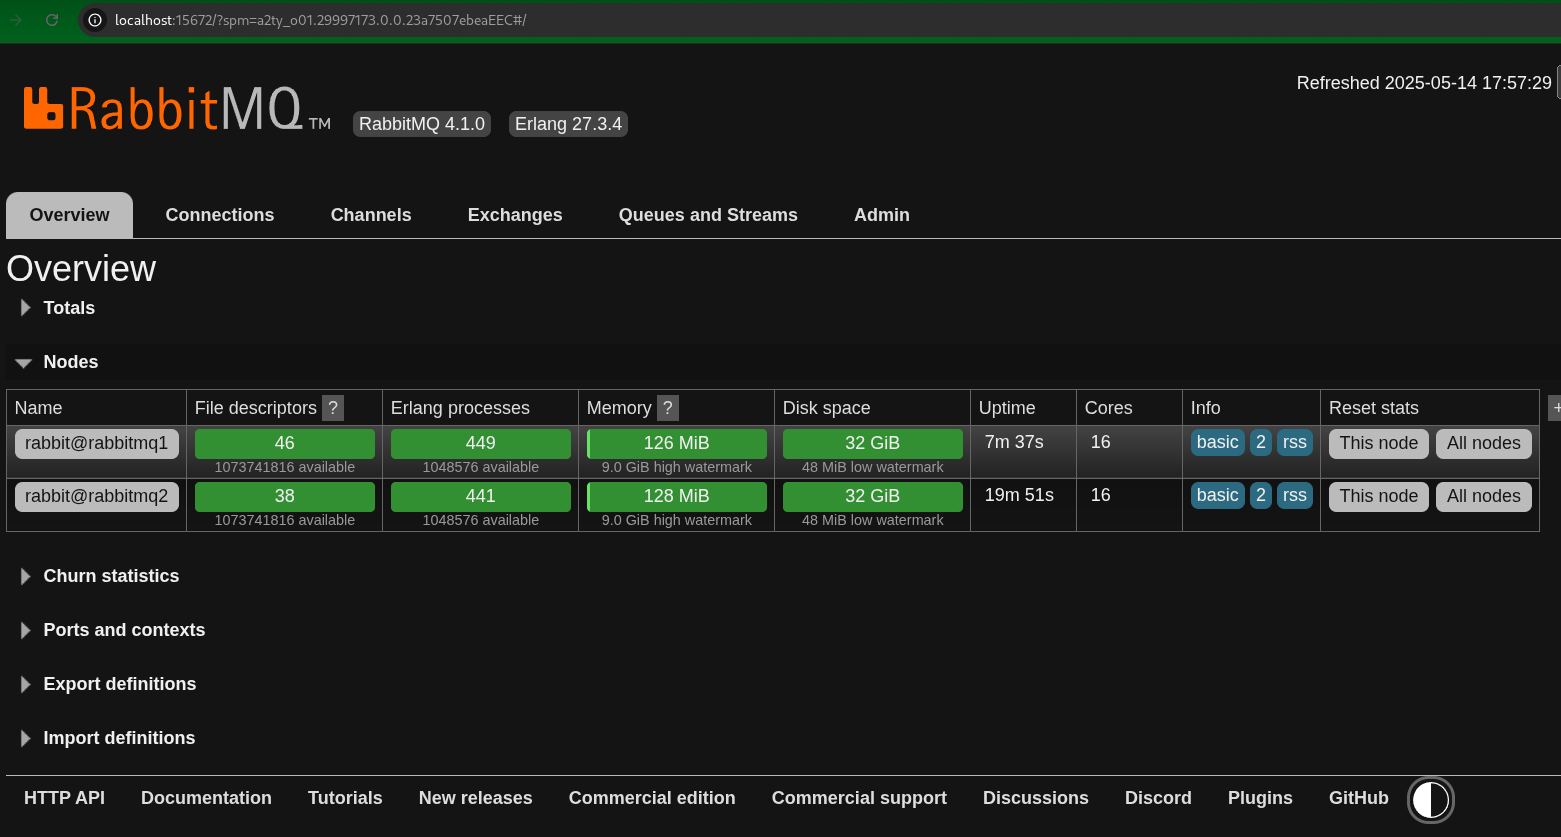 localhost:15672/?spm=a2ty_o01.29997173.0.0.23a7507ebeaEEC#/
Refreshed 2025-05-14 17:57:29
RabbitMQ TM
RabbitMQ 4.1.0 Erlang 27.3.4
Overview Connections Channels Exchanges Queues and Streams Admin
Overview
Totals
Nodes
Name File descriptors ? Erlang processes Memory ? Disk space Uptime Cores Info Reset stats +
rabbit@rabbitmq1 46 449 126 MiB 32 GiB 7m 37s 16 basic 2 rss This node All nodes
1073741816 available 1048576 available 9.0 GiB high watermark 48 MiB low watermark
rabbit@rabbitmq2 38 441 128 MiB 32 GiB 19m 51s 16 basic 2 rss This node All nodes
1073741816 available 1048576 available 9.0 GiB high watermark 48 MiB low watermark
Churn statistics
Ports and contexts
Export definitions
Import definitions
HTTP API Documentation Tutorials New releases Commercial edition Commercial support Discussions Discord Plugins GitHub